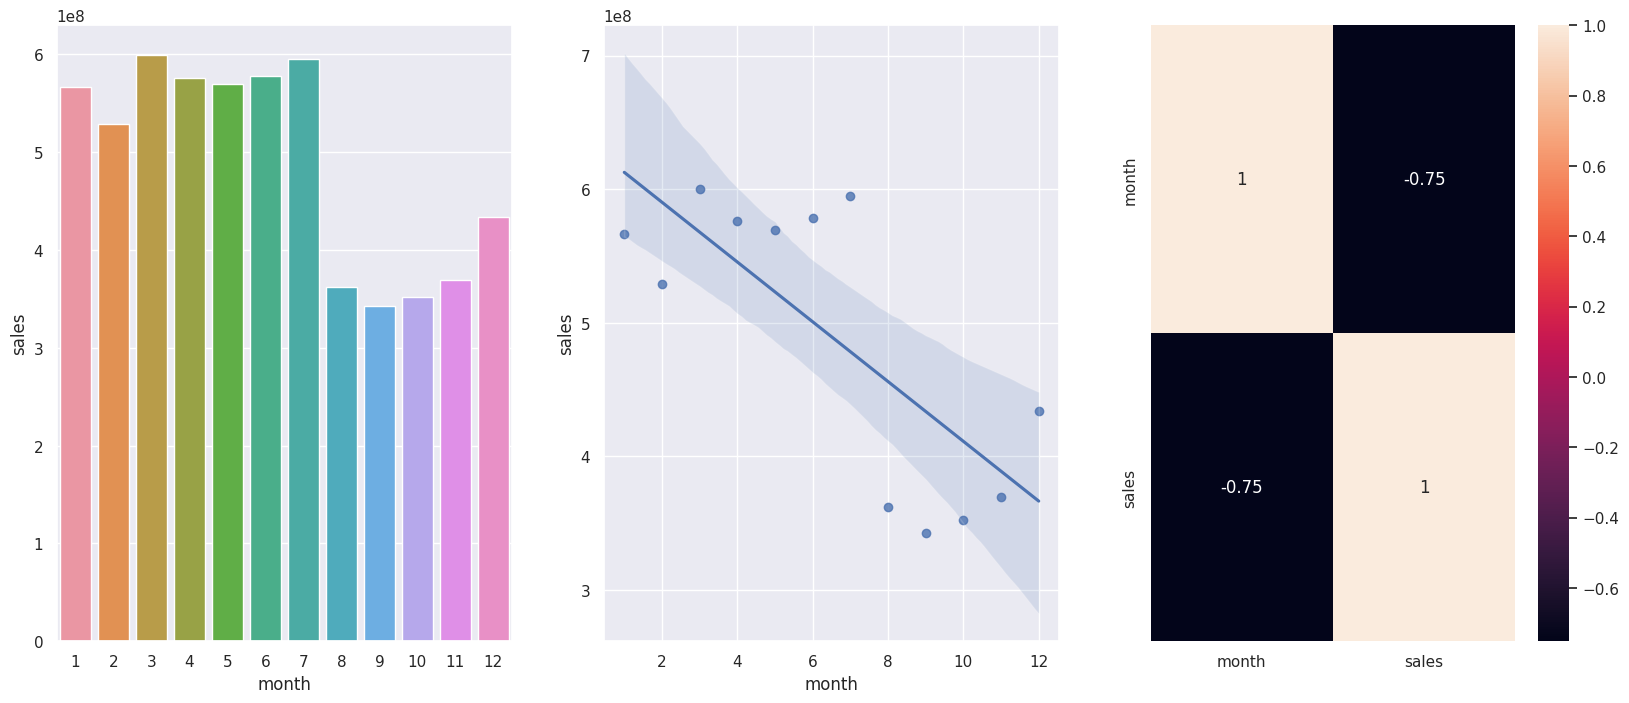 1e8
6
5
4
3
2
1
0
sales
1 2 3 4 5 6 7 8 9 10 11 12
month
1e8
7
6
5
4
3
sales
2 4 6 8 10 12
month
month
sales
1 -0.75
-0.75 1
month sales
1.0
0.8
0.6
0.4
0.2
0.0
−0.2
−0.4
−0.6